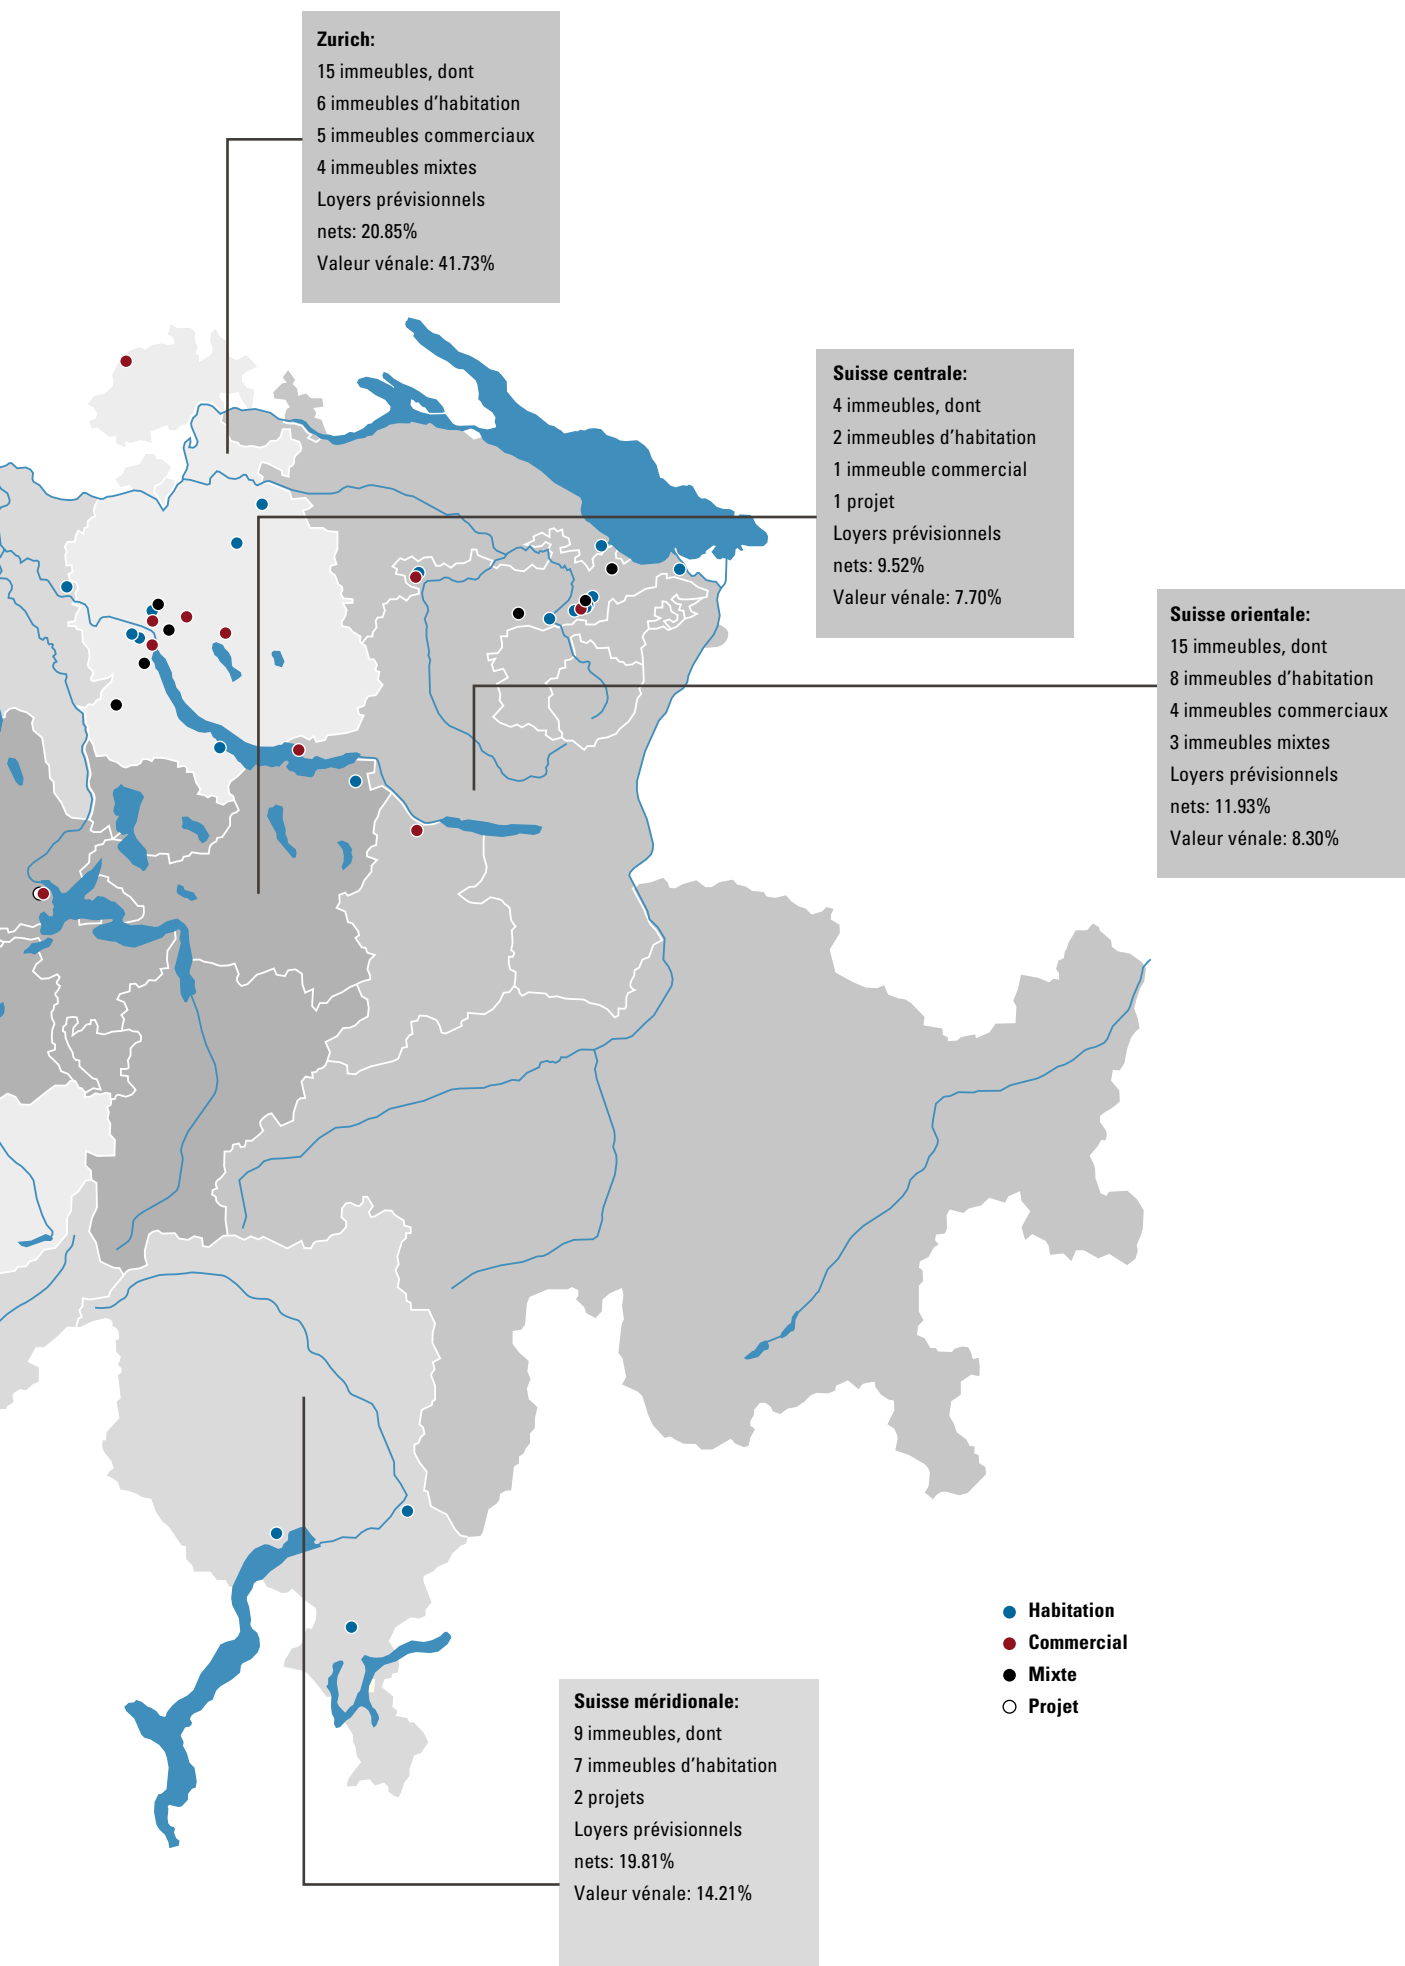 Zurich:
15 immeubles, dont
6 immeubles d’habitation
5 immeubles commerciaux
4 immeubles mixtes
Loyers prévisionnels
nets: 20.85%
Valeur vénale: 41.73%
Suisse centrale:
4 immeubles, dont
2 immeubles d’habitation
1 immeuble commercial
1 projet
Loyers prévisionnels
nets: 9.52%
Valeur vénale: 7.70%
Suisse orientale:
15 immeubles, dont
8 immeubles d’habitation
4 immeubles commerciaux
3 immeubles mixtes
Loyers prévisionnels
nets: 11.93%
Valeur vénale: 8.30%
Habitation
Commercial
Mixte
Projet
Suisse méridionale:
9 immeubles, dont
7 immeubles d’habitation
2 projets
Loyers prévisionnels
nets: 19.81%
Valeur vénale: 14.21%